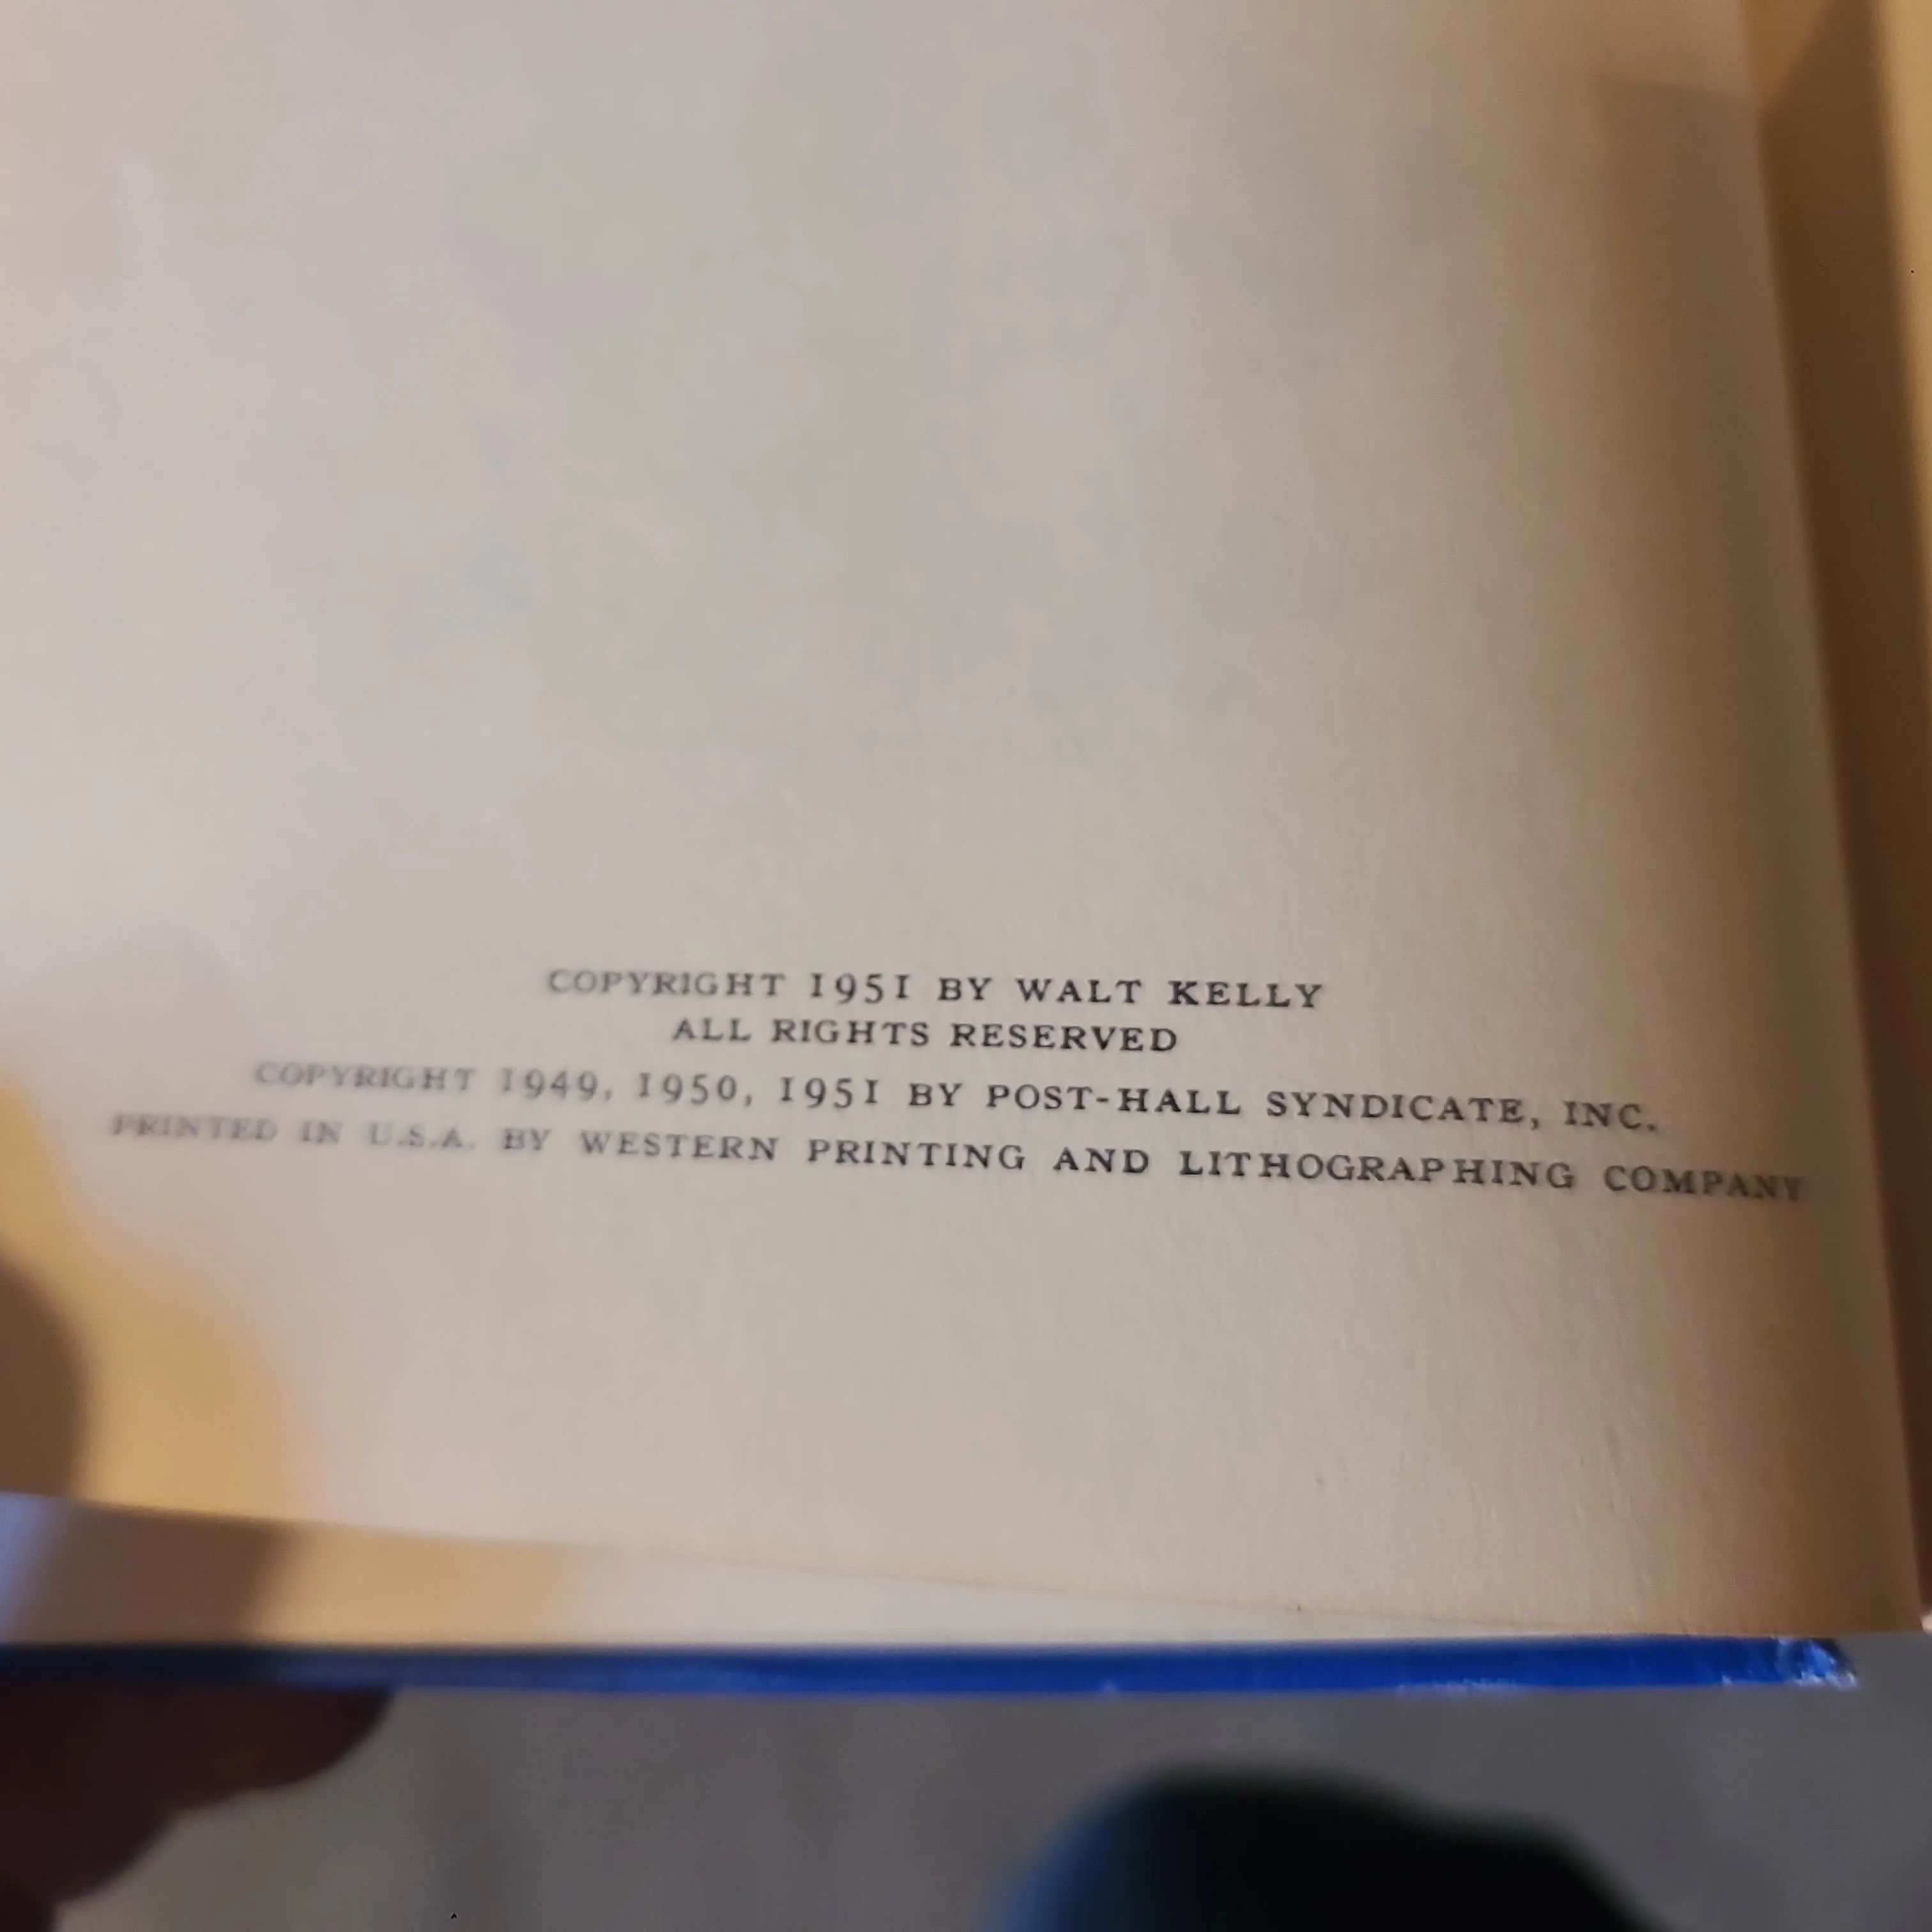 COPYRIGHT 1951 BY WALT KELLY
ALL RIGHTS RESERVED
COPYRIGHT 1949, 1950, 1951 BY POST-HALL SYNDICATE, INC.
PRINTED IN U.S.A. BY WESTERN PRINTING AND LITHOGRAPHING COMPANY